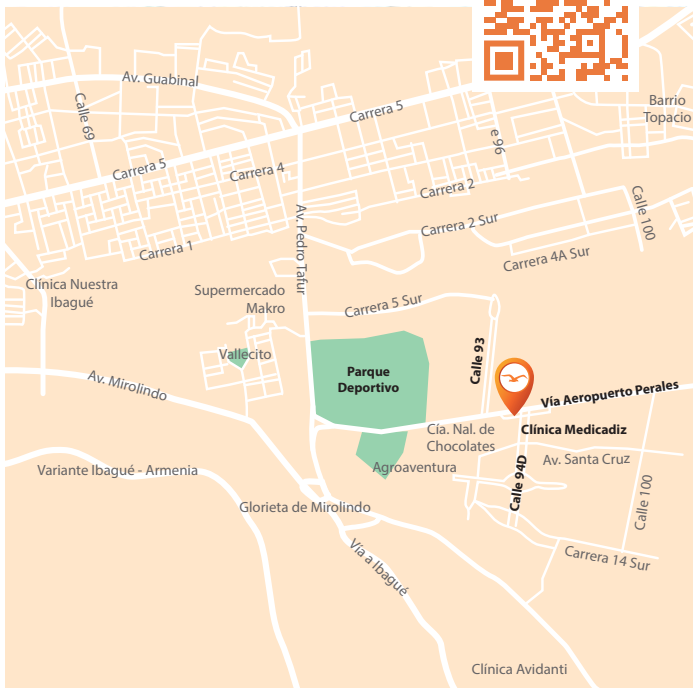 Av. Guabinal
Calle 69
Barrio
Topacio
Carrera 5
e 96
Carrera 5
Carrera 4
Carrera 2
Calle 100
Av. Pedro Tafur
Carrera 2 Sur
Carrera 1
Carrera 4A Sur
Clínica Nuestra
Ibagué
Supermercado
Makro
Carrera 5 Sur
Vallecito
Calle 93
Parque
Deportivo
Av. Mirolindo
Vía Aeropuerto Perales
Cía. Nal. de
Chocolates
Clínica Medicadiz
Agroaventura
Av. Santa Cruz
Variante Ibagué - Armenia
Calle 94D
Calle 100
Glorieta de Mirolindo
Carrera 14 Sur
Vía a Ibagué
Clínica Avidanti